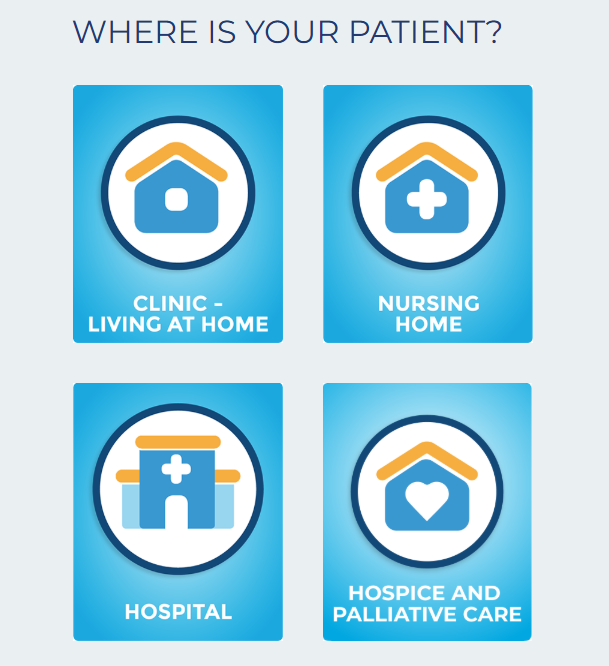 WHERE IS YOUR PATIENT?
CLINIC -
LIVING AT HOME
NURSING
HOME
HOSPITAL
HOSPICE AND
PALLIATIVE CARE